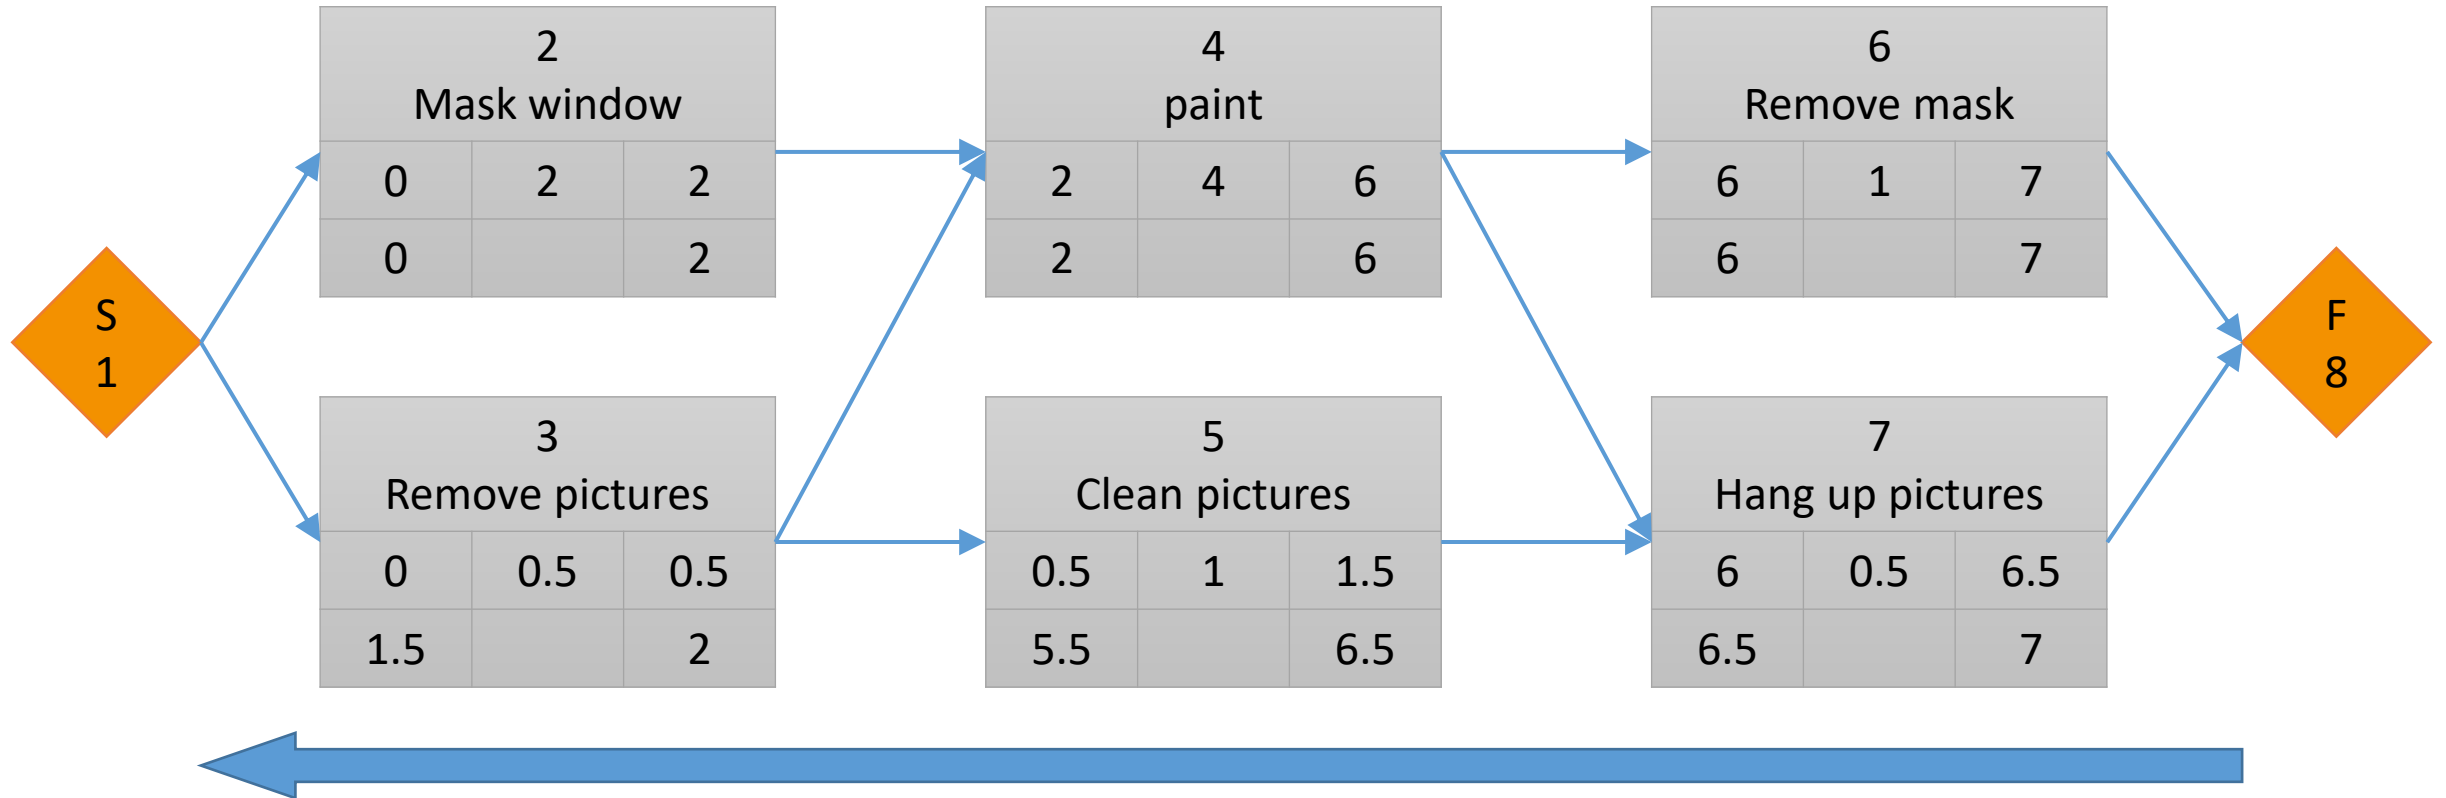 S
1
2
Mask window
0 2 2
0 2
3
Remove pictures
0 0.5 0.5
1.5 2
4
paint
2 4 6
2 6
5
Clean pictures
0.5 1 1.5
5.5 6.5
6
Remove mask
6 1 7
6 7
7
Hang up pictures
6 0.5 6.5
6.5 7
F
8